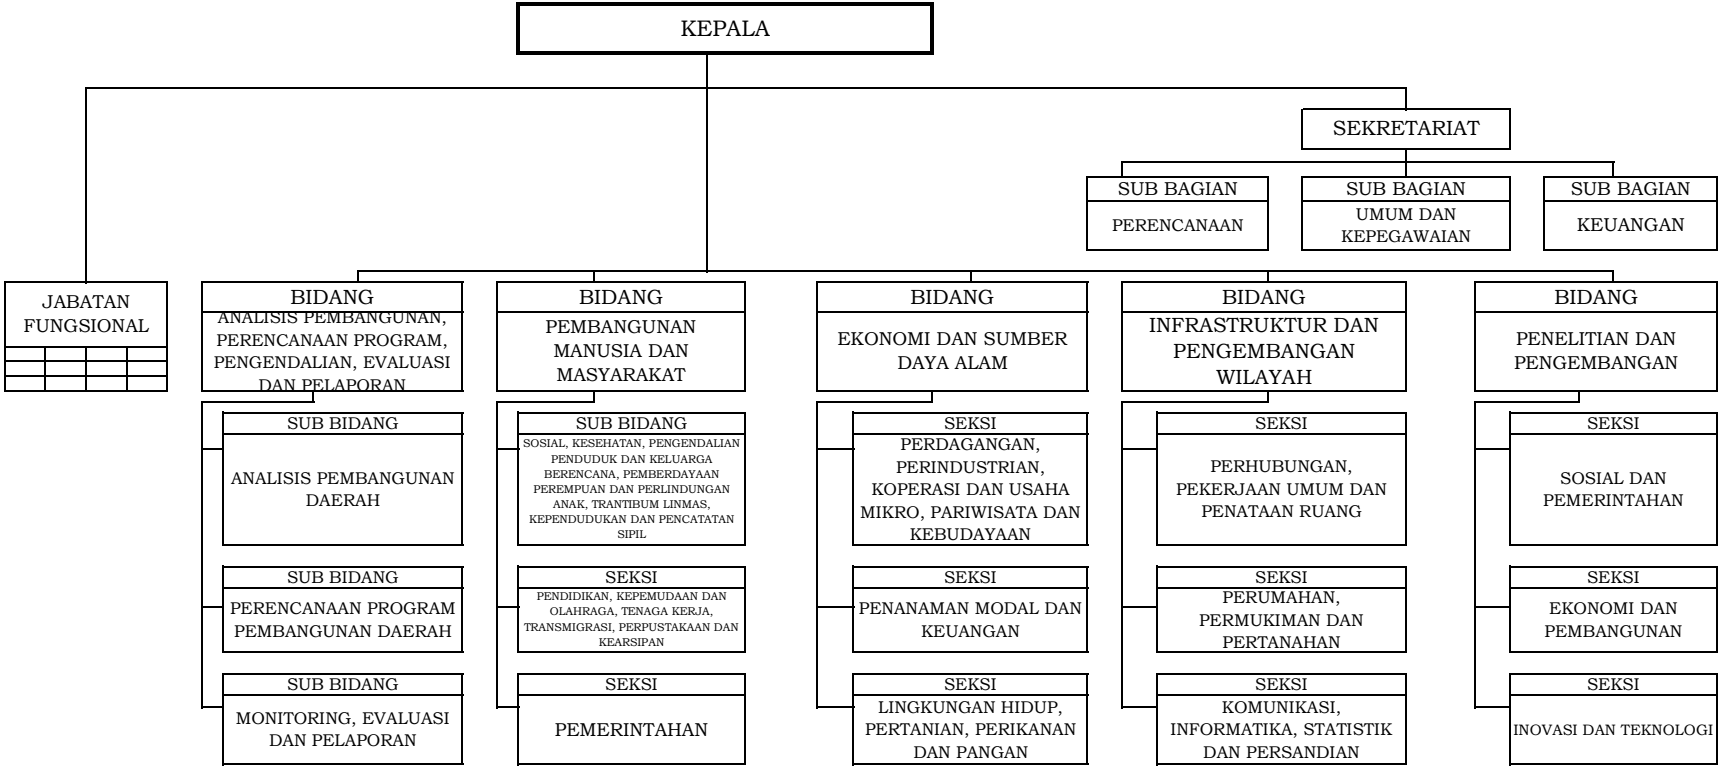 KEPALA
SEKRETARIAT
SUB BAGIAN
PERENCANAAN
SUB BAGIAN
UMUM DAN
KEPEGAWAIAN
SUB BAGIAN
KEUANGAN
JABATAN
FUNGSIONAL
BIDANG
ANALISIS PEMBANGUNAN,
PERENCANAAN PROGRAM,
PENGENDALIAN, EVALUASI
DAN PELAPORAN
SUB BIDANG
ANALISIS PEMBANGUNAN
DAERAH
SUB BIDANG
PERENCANAAN PROGRAM
PEMBANGUNAN DAERAH
SUB BIDANG
MONITORING, EVALUASI
DAN PELAPORAN
BIDANG
PEMBANGUNAN
MANUSIA DAN
MASYARAKAT
SUB BIDANG
SOSIAL, KESEHATAN, PENGENDALIAN
PENDUDUK DAN KELUARGA
BERENCANA, PEMBERDAYAAN
PEREMPUAN DAN PERLINDUNGAN
ANAK, TRANTIBUM LINMAS,
KEPENDUDUKAN DAN PENCATATAN
SIPIL
SEKSI
PENDIDIKAN, KEPEMUDAAN DAN
OLAHRAGA, TENAGA KERJA,
TRANSMIGRASI, PERPUSTAKAAN DAN
KEARSIPAN
SEKSI
PEMERINTAHAN
BIDANG
EKONOMI DAN SUMBER
DAYA ALAM
SEKSI
PERDAGANGAN,
PERINDUSTRIAN,
KOPERASI DAN USAHA
MIKRO, PARIWISATA DAN
KEBUDAYAAN
SEKSI
PENANAMAN MODAL DAN
KEUANGAN
SEKSI
LINGKUNGAN HIDUP,
PERTANIAN, PERIKANAN
DAN PANGAN
BIDANG
INFRASTRUKTUR DAN
PENGEMBANGAN
WILAYAH
SEKSI
PERHUBUNGAN,
PEKERJAAN UMUM DAN
PENATAAN RUANG
SEKSI
PERUMAHAN,
PERMUKIMAN DAN
PERTANAHAN
SEKSI
KOMUNIKASI,
INFORMATIKA, STATISTIK
DAN PERSANDIAN
BIDANG
PENELITIAN DAN
PENGEMBANGAN
SEKSI
SOSIAL DAN
PEMERINTAHAN
SEKSI
EKONOMI DAN
PEMBANGUNAN
SEKSI
INOVASI DAN TEKNOLOGI